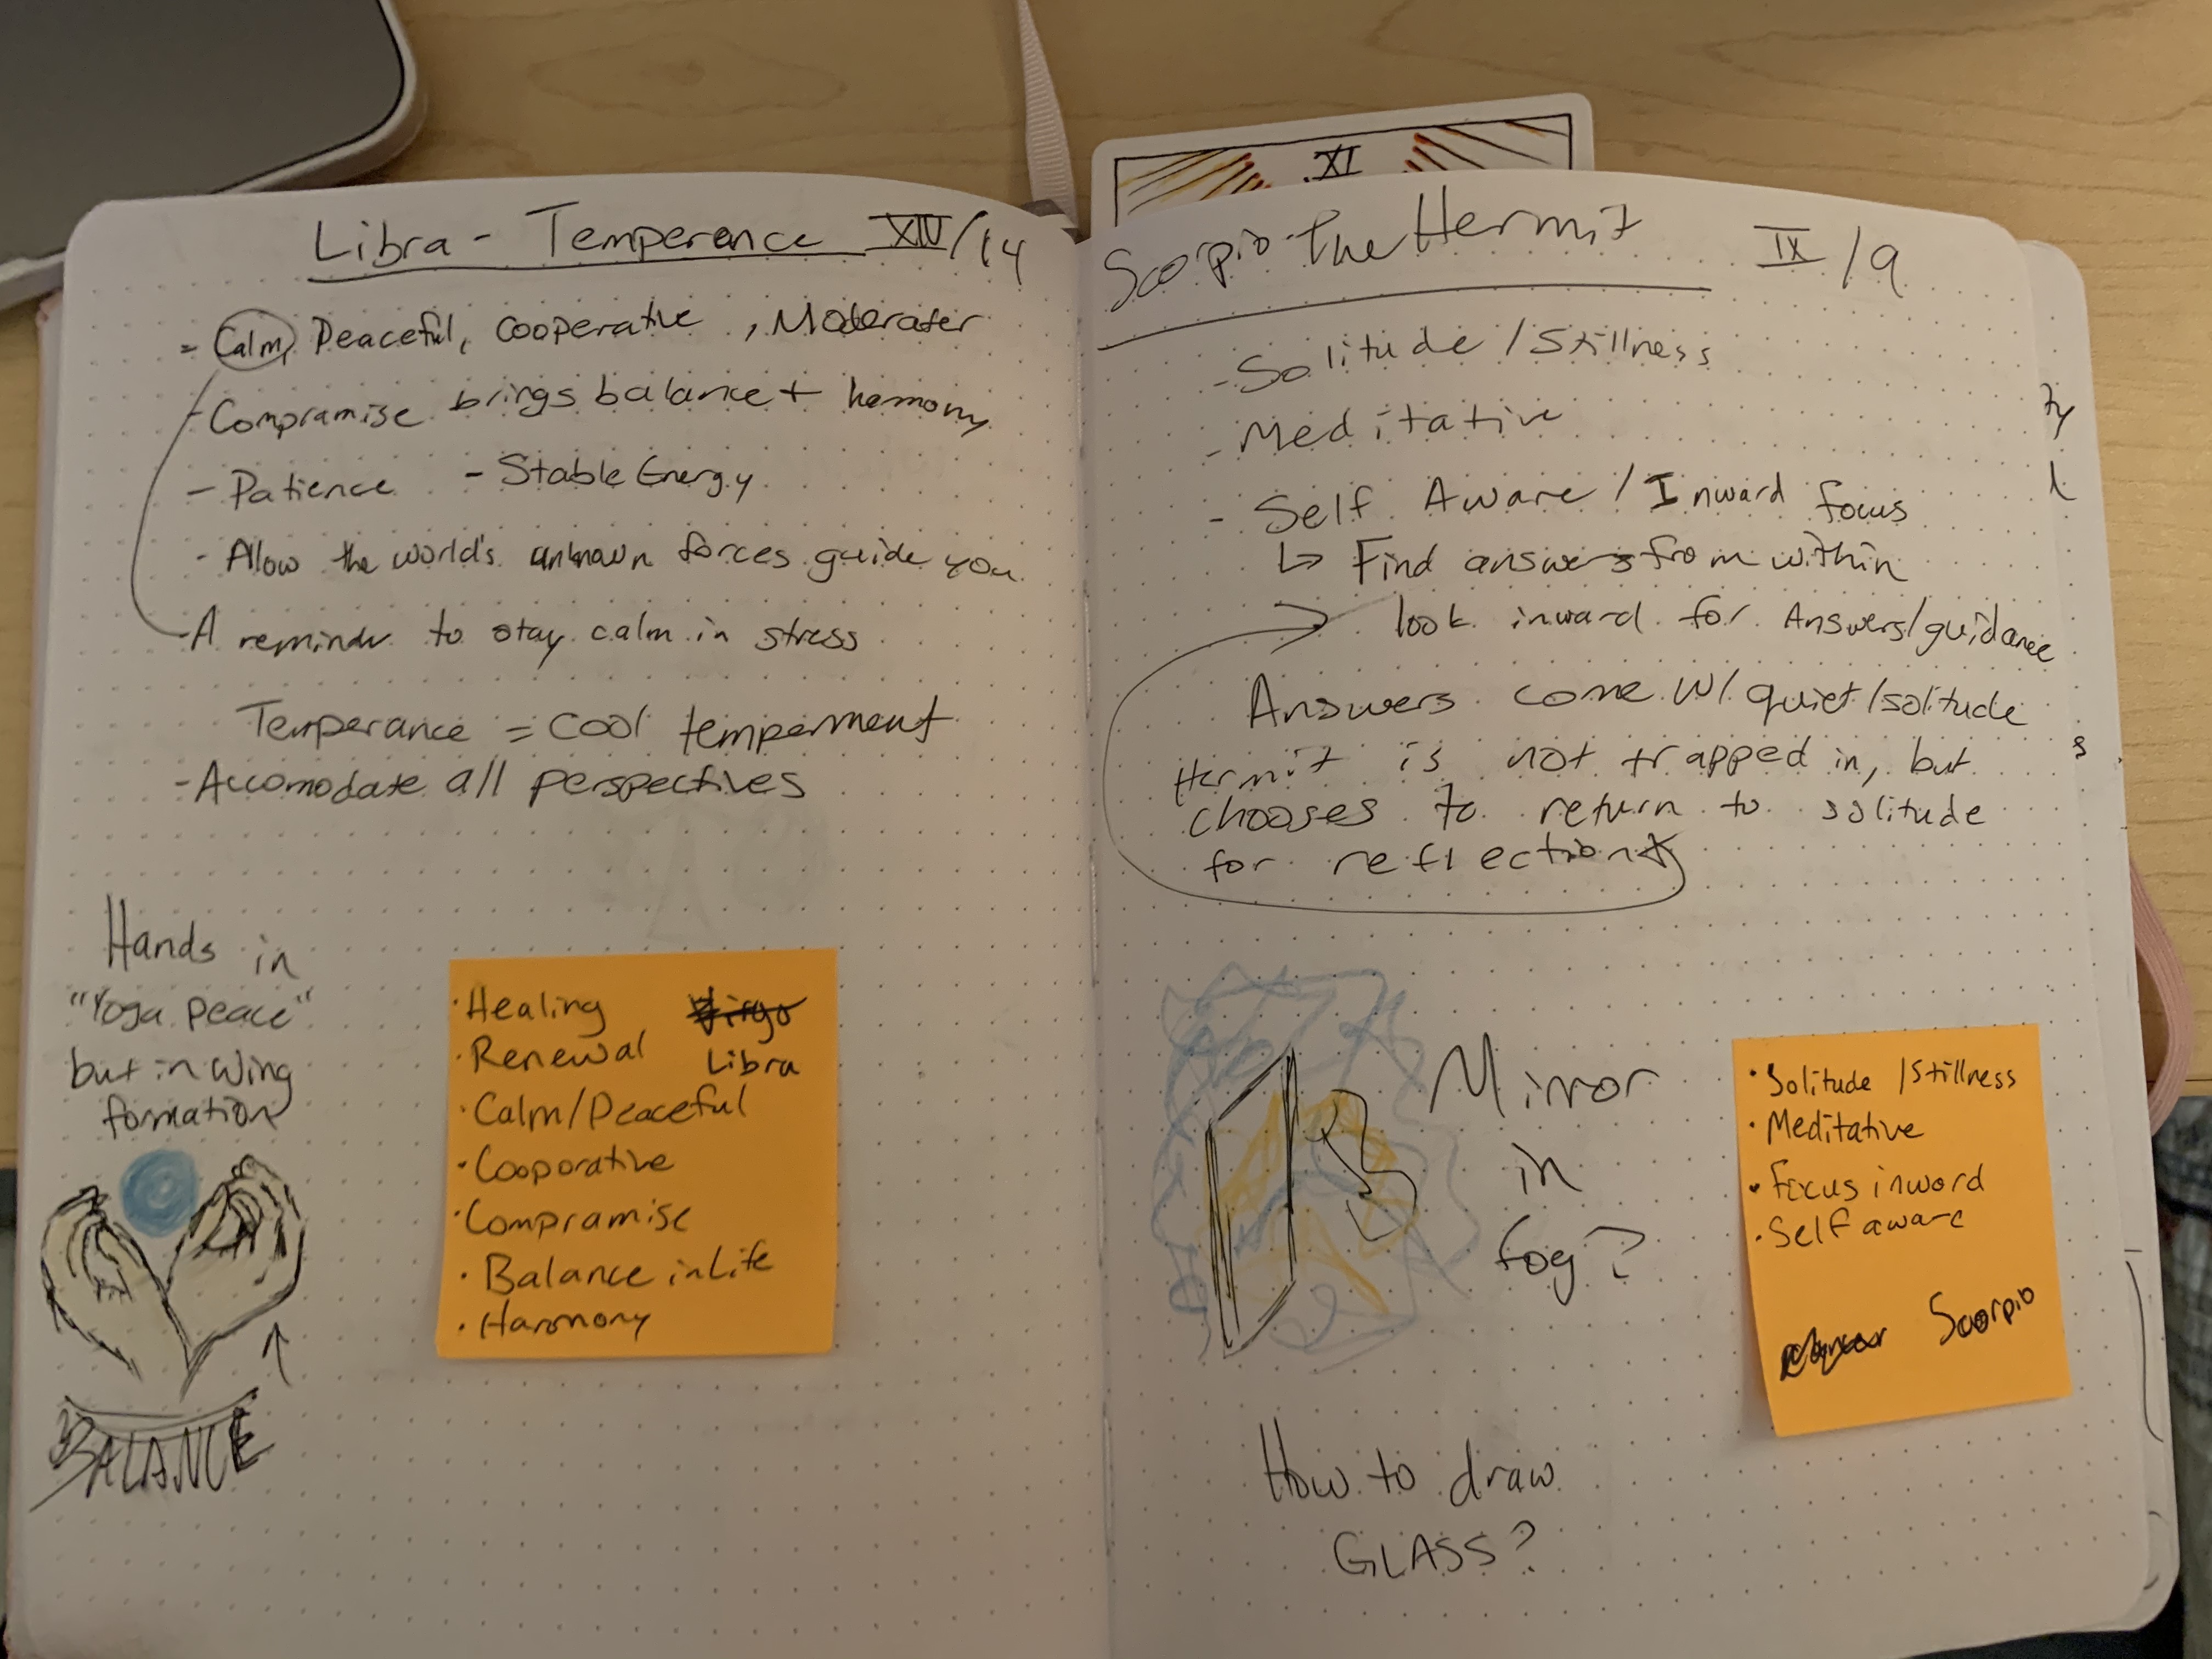 XI
Libra - Temperance XIV/14
- Calm, Peaceful, Cooperative, Moderater
- Compramise brings balance + harmony
- Patience - Stable Energy
- Allow the world's unknown forces guide you
- A reminder to stay calm in stress
Temperance = cool temperment
- Accomodate all perspectives
Hands in
"Yoga peace"
but in Wing
formation
BALANCE
· Healing Virgo
· Renewal Libra
· Calm/Peaceful
· Cooporative
· Compramise
· Balance in Life
· Harmony
Scorpio - The Hermit IX/9
- Solitude / Stillness
- Meditative
- Self Aware / Inward focus
↳ Find answers from within
→ look inward for Answers/guidance
Answers come w/ quiet/solitude
Hermit is not trapped in, but
chooses to return to solitude
for reflection
Mirror
in
fog?
· Solitude / Stillness
· Meditative
· Focus inword
· Self aware
Scorpio
How to draw
GLASS?